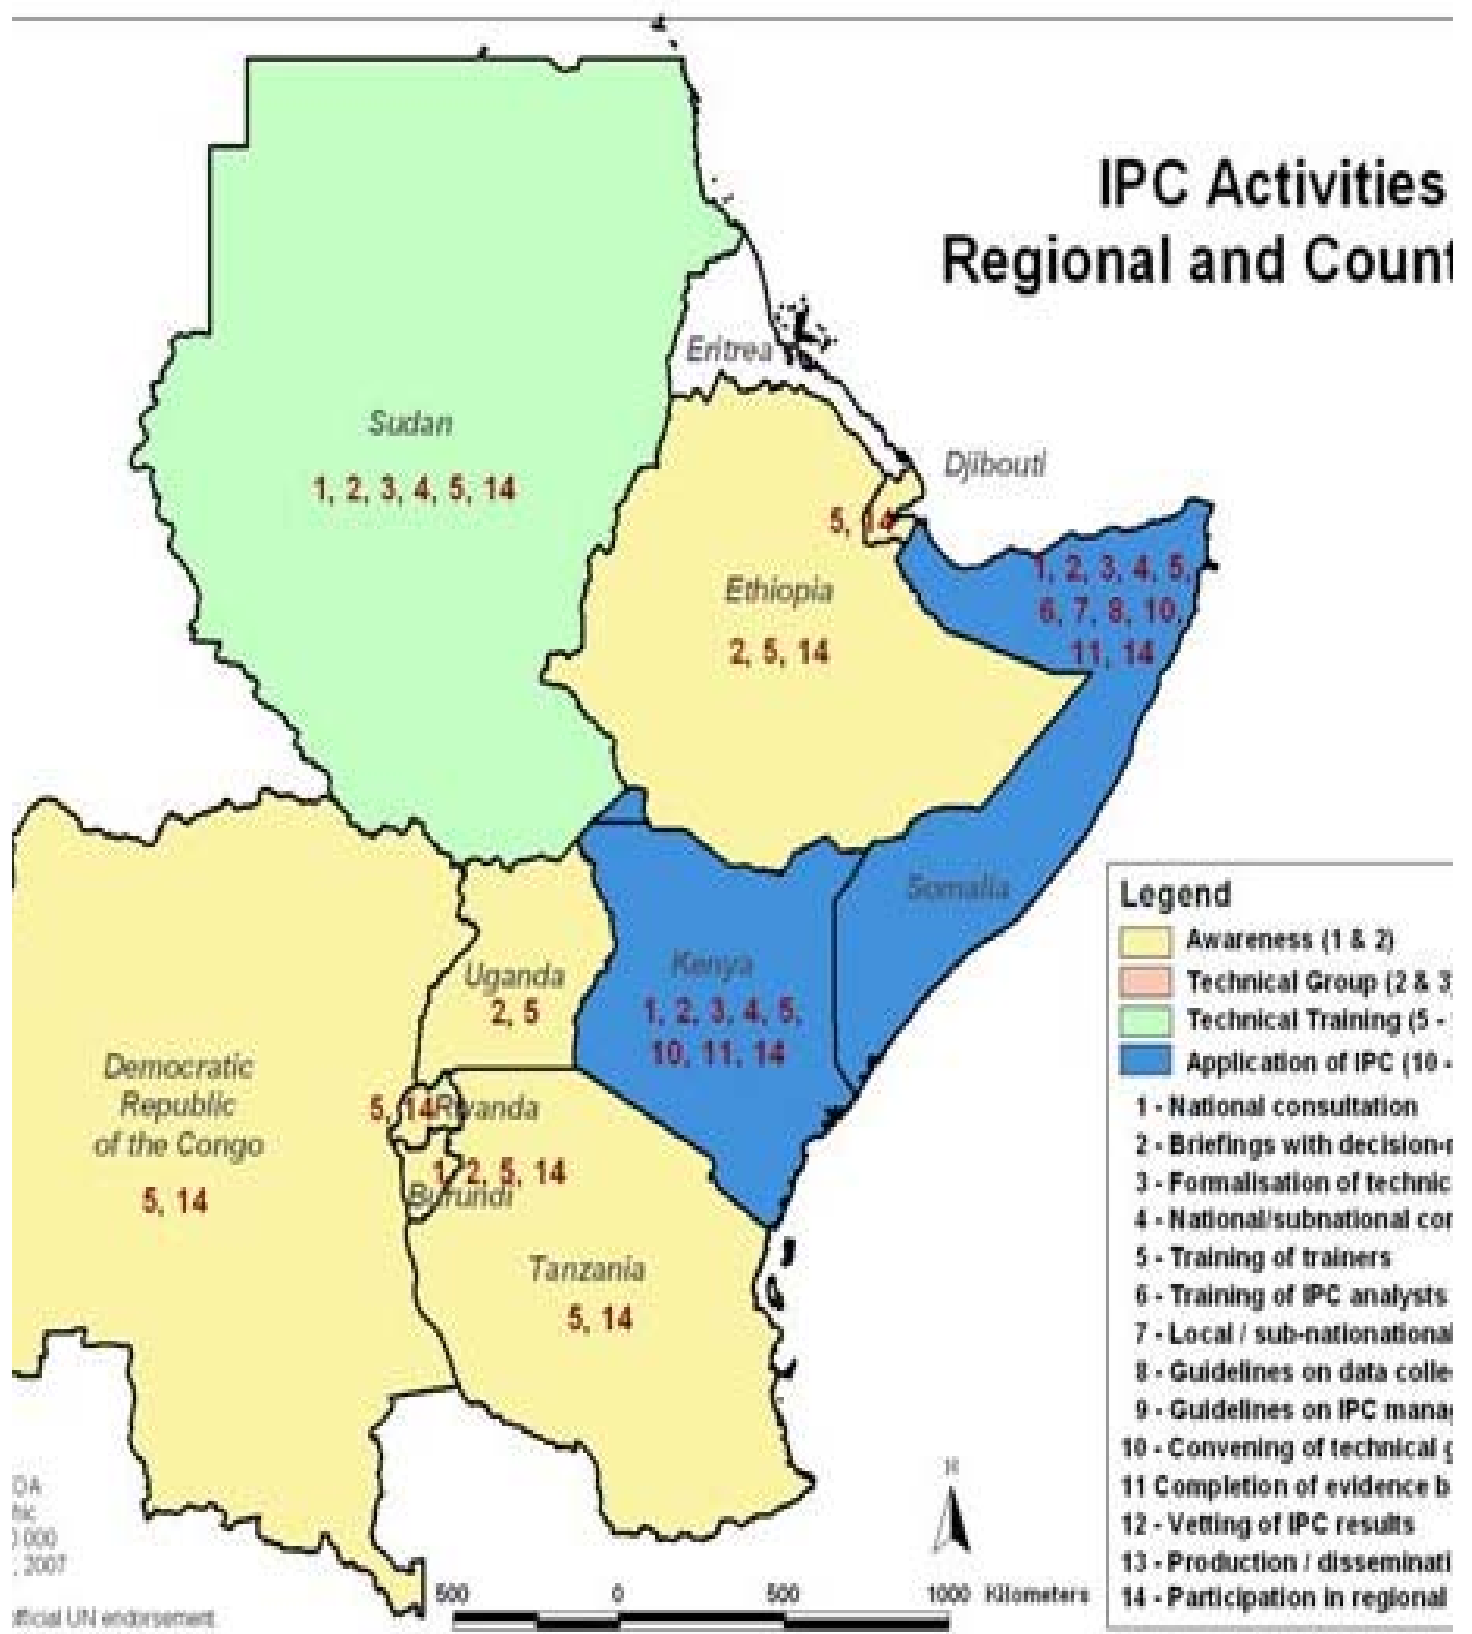 IPC Activities
Regional and Count
Eritrea
Sudan
1, 2, 3, 4, 5, 14
Djibouti
5, 14
Ethiopia
2, 5, 14
1, 2, 3, 4, 5,
6, 7, 8, 10,
11, 14
Somalia
Kenya
1, 2, 3, 4, 5,
10, 11, 14
Uganda
2, 5
Democratic
Republic
of the Congo
5, 14
5, 14
Rwanda
1, 2, 5, 14
Burundi
Tanzania
5, 14
Legend
Awareness (1 & 2)
Technical Group (2 & 3)
Technical Training (5 -
Application of IPC (10 -
1 - National consultation
2 - Briefings with decision-
3 - Formalisation of technic
4 - National/subnational con
5 - Training of trainers
6 - Training of IPC analysts
7 - Local / sub-nationational
8 - Guidelines on data colle
9 - Guidelines on IPC mana
10 - Convening of technical g
11 Completion of evidence b
12 - Vetting of IPC results
13 - Production / disseminati
14 - Participation in regional
N
500 0 500 1000 Kilometers
DA
hic
000
, 2007
official UN endorsement